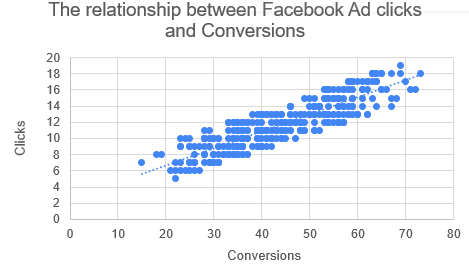 The relationship between Facebook Ad clicks
and Conversions
20
18
16
14
12
10
8
6
4
2
0
Clicks
0 10 20 30 40 50 60 70 80
Conversions